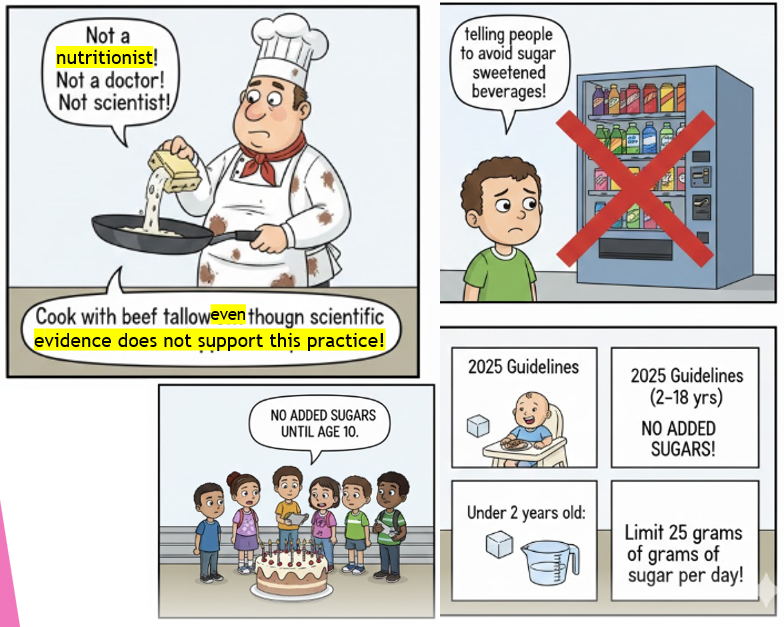 Not a
nutritionist!
Not a doctor!
Not scientist!
Cook with beef tallow even thougn scientific
evidence does not support this practice!
telling people
to avoid sugar
sweetened
beverages!
NO ADDED SUGARS
UNTIL AGE 10.
2025 Guidelines
2025 Guidelines
(2–18 yrs)
NO ADDED
SUGARS!
Under 2 years old:
Limit 25 grams
of grams of
sugar per day!